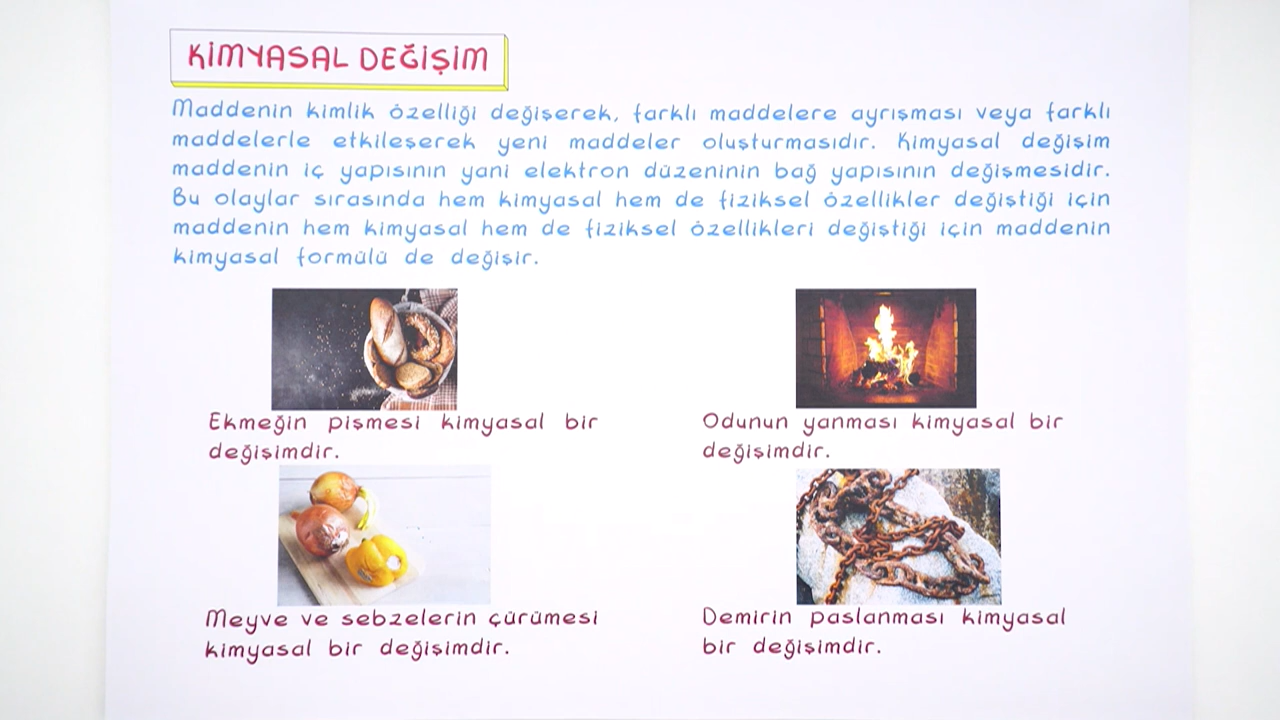 KİMYASAL DEĞİŞİM
Maddenin kimlik özelliği değişerek, farklı maddelere ayrışması veya farklı
maddelerle etkileşerek yeni maddeler oluşturmasıdır. Kimyasal değişim
maddenin iç yapısının yani elektron düzeninin bağ yapısının değişmesidir.
Bu olaylar sırasında hem kimyasal hem de fiziksel özellikler değiştiği için
maddenin hem kimyasal hem de fiziksel özellikleri değiştiği için maddenin
kimyasal formülü de değişir.
Ekmeğin pişmesi kimyasal bir
değişimdir.
Odunun yanması kimyasal bir
değişimdir.
Meyve ve sebzelerin çürümesi
kimyasal bir değişimdir.
Demirin paslanması kimyasal
bir değişimdir.